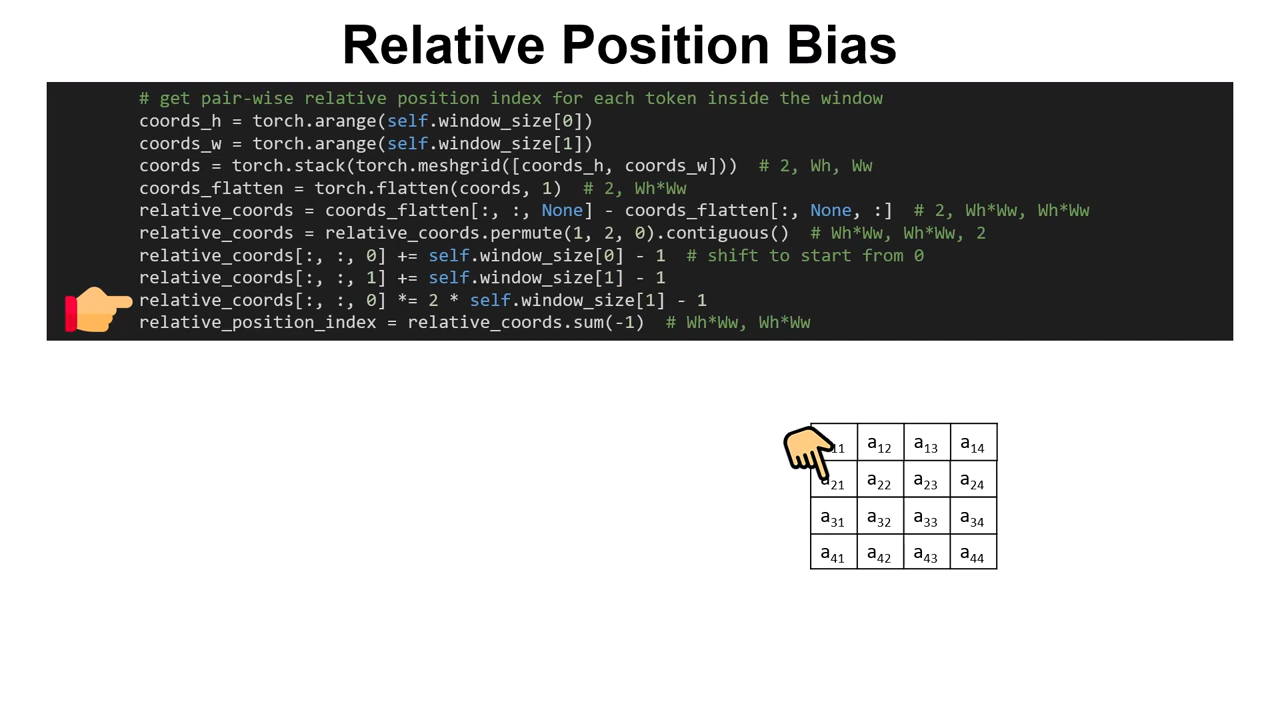 Relative Position Bias
# get pair-wise relative position index for each token inside the window
coords_h = torch.arange(self.window_size[0])
coords_w = torch.arange(self.window_size[1])
coords = torch.stack(torch.meshgrid([coords_h, coords_w]))  # 2, Wh, Ww
coords_flatten = torch.flatten(coords, 1)  # 2, Wh*Ww
relative_coords = coords_flatten[:, :, None] - coords_flatten[:, None, :]  # 2, Wh*Ww, Wh*Ww
relative_coords = relative_coords.permute(1, 2, 0).contiguous()  # Wh*Ww, Wh*Ww, 2
relative_coords[:, :, 0] += self.window_size[0] - 1  # shift to start from 0
relative_coords[:, :, 1] += self.window_size[1] - 1
relative_coords[:, :, 0] *= 2 * self.window_size[1] - 1
relative_position_index = relative_coords.sum(-1)  # Wh*Ww, Wh*Ww
11 a12 a13 a14
a21 a22 a23 a24
a31 a32 a33 a34
a41 a42 a43 a44